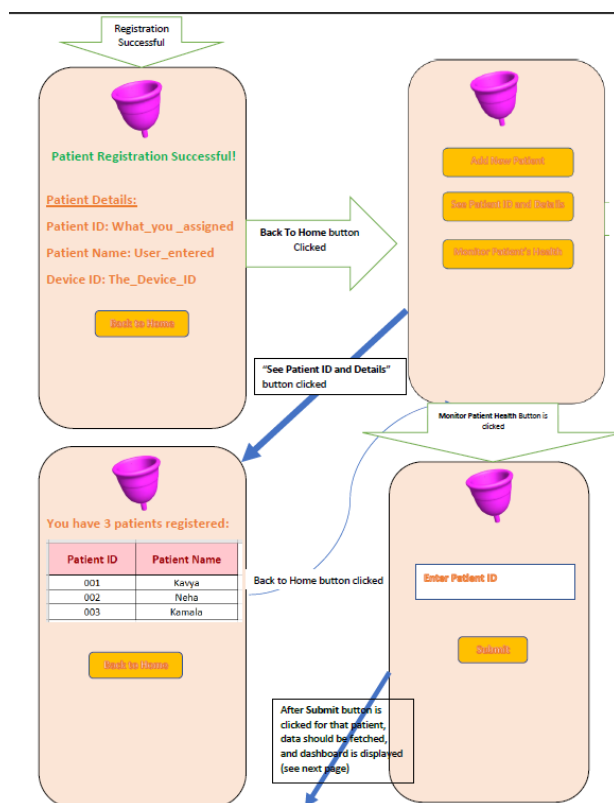 Registration
Successful
Patient Registration Successful!
Patient Details:
Patient ID: What_you _assigned
Patient Name: User_entered
Device ID: The_Device_ID
Back to Home
Back To Home button
Clicked
Add New Patient
See Patient ID and Details
Monitor Patient's Health
“See Patient ID and Details”
button clicked
Monitor Patient Health Button is
clicked
You have 3 patients registered:
Patient ID Patient Name
001 Kavya
002 Neha
003 Kamala
Back to Home
Back to Home button clicked
Enter Patient ID
Submit
After Submit button is
clicked for that patient,
data should be fetched,
and dashboard is displayed
(see next page)